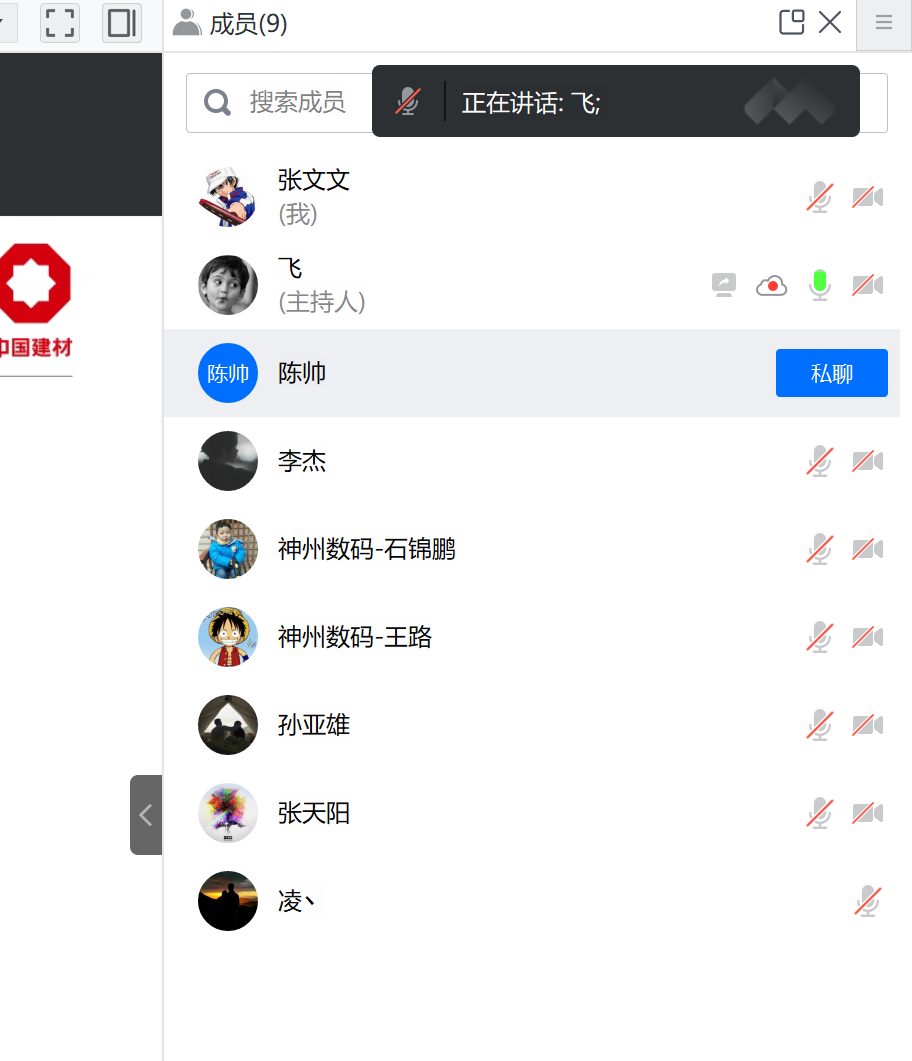 成员(9)
搜索成员
正在讲话: 飞;
张文文
(我)
中国建材
飞
(主持人)
陈帅
陈帅
私聊
李杰
神州数码-石锦鹏
神州数码-王路
孙亚雄
张天阳
凌丶